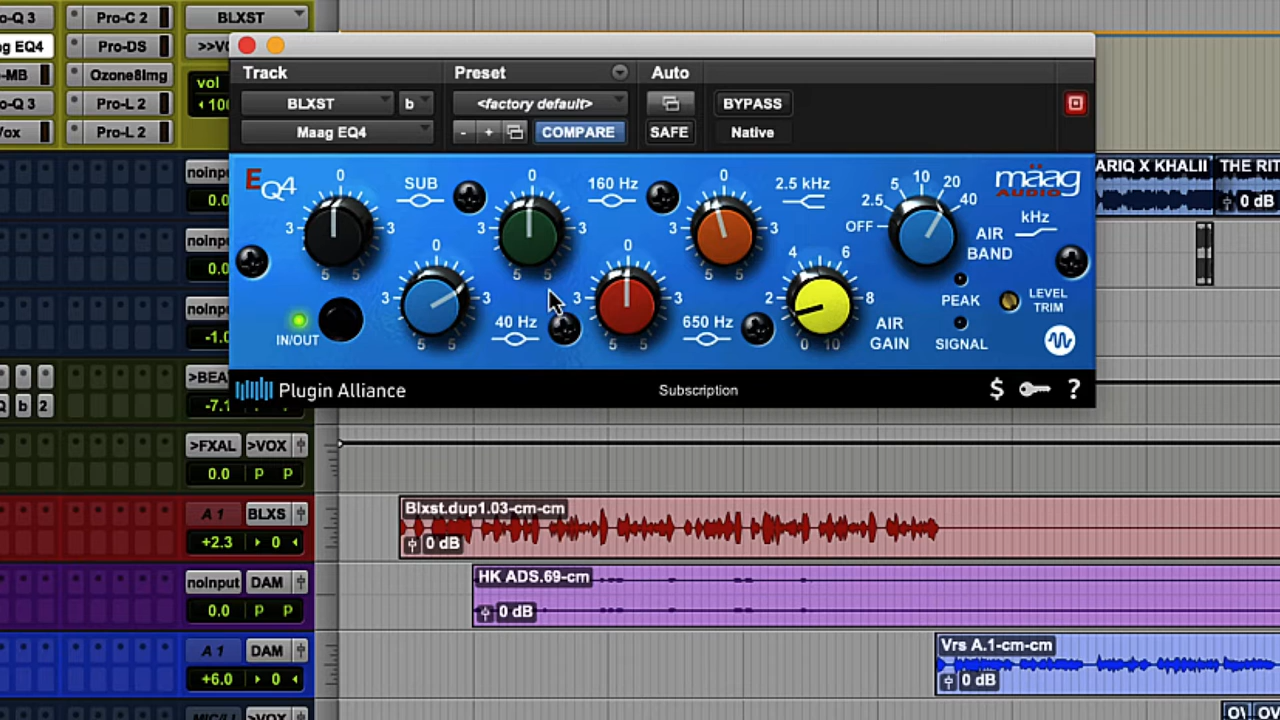 o-Q 3
Pro-C 2
BLXST
g EQ4
Pro-DS
>>V
-MB
Ozone8Img
vol
o-Q 3
Pro-L 2
100
Vox
Pro-L 2
Track
Preset
Auto
BLXST
b
<factory default>
BYPASS
Maag EQ4
-
+
COMPARE
SAFE
Native
EQ4
0
SUB
0
160 Hz
0
2.5 kHz
5
10
20
2.5
40
OFF
mäag
AUDIO
kHz
3
3
3
3
3
3
AIR
BAND
5
5
5
5
5
5
0
0
4
6
3
3
3
3
2
8
PEAK
LEVEL
TRIM
IN/OUT
40 Hz
650 Hz
AIR
GAIN
SIGNAL
5
5
5
5
0
10
Plugin Alliance
Subscription
$
?
noinpu
0.0
ARIQ X KHALII
THE RIT
0 dB
noinpu
0.0
noinpu
-1.0
>BEA
b
2
-7.1
>FXAL
>VOX
0.0
P
P
A 1
BLXS
+2.3
0
Blxst.dup1.03-cm-cm
0 dB
noInput
DAM
0.0
P
P
HK ADS.69-cm
0 dB
A 1
DAM
+6.0
0
Vrs A.1-cm-cm
0 dB
>VOX